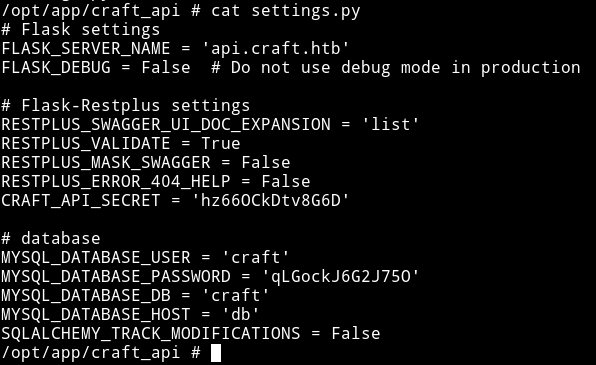 /opt/app/craft_api # cat settings.py
# Flask settings
FLASK_SERVER_NAME = 'api.craft.htb'
FLASK_DEBUG = False  # Do not use debug mode in production

# Flask-Restplus settings
RESTPLUS_SWAGGER_UI_DOC_EXPANSION = 'list'
RESTPLUS_VALIDATE = True
RESTPLUS_MASK_SWAGGER = False
RESTPLUS_ERROR_404_HELP = False
CRAFT_API_SECRET = 'hz66OCkDtv8G6D'

# database
MYSQL_DATABASE_USER = 'craft'
MYSQL_DATABASE_PASSWORD = 'qLGockJ6G2J75O'
MYSQL_DATABASE_DB = 'craft'
MYSQL_DATABASE_HOST = 'db'
SQLALCHEMY_TRACK_MODIFICATIONS = False
/opt/app/craft_api #